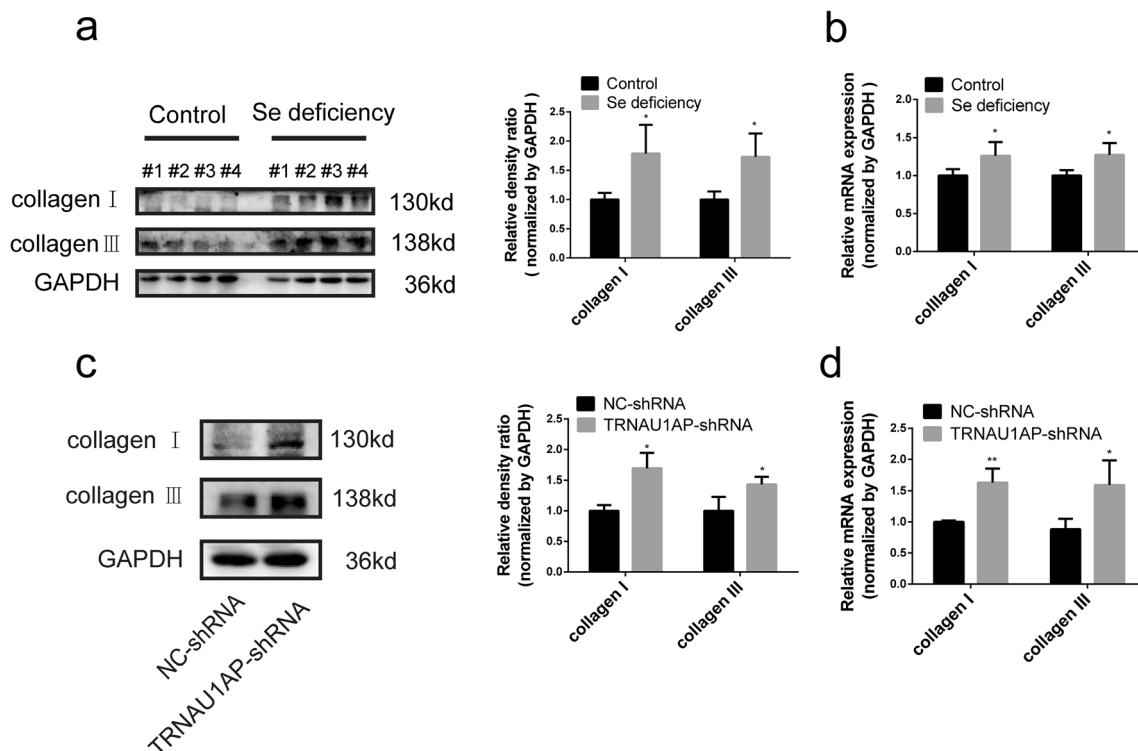 a
Control
Se deficiency
#1 #2 #3 #4
#1 #2 #3 #4
collagen Ⅰ
130kd
collagen Ⅲ
138kd
GAPDH
36kd
Control
Se deficiency
Relative density ratio
( normalized by GAPDH )
2.5
2.0
1.5
1.0
0.5
0.0
*
*
collagen I
collagen III
b
Control
Se deficiency
Relative mRNA expression
(normalized by GAPDH)
2.0
1.5
1.0
0.5
0.0
*
*
colllagen I
collagen III
c
collagen Ⅰ
130kd
collagen Ⅲ
138kd
GAPDH
36kd
NC-shRNA
TRNAU1AP-shRNA
NC-shRNA
TRNAU1AP-shRNA
Relative density ratio
(normalized by GAPDH)
2.5
2.0
1.5
1.0
0.5
0.0
*
*
collagen I
collagen III
d
NC-shRNA
TRNAU1AP-shRNA
Relative mRNA expression
(normalized by GAPDH)
2.5
2.0
1.5
1.0
0.5
0.0
**
*
collagen I
collagen III